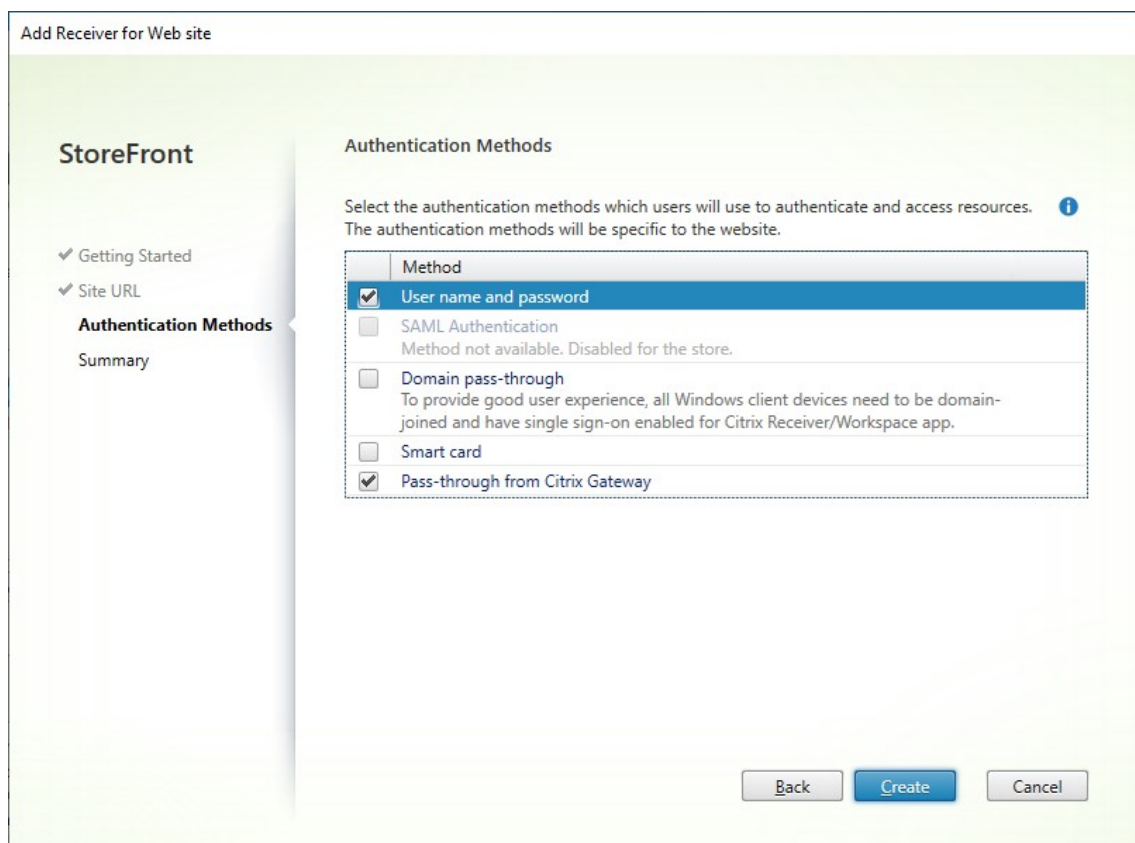 Add Receiver for Web site
StoreFront
Getting Started
Site URL
Authentication Methods
Summary
Authentication Methods
Select the authentication methods which users will use to authenticate and access resources.
The authentication methods will be specific to the website.
Method
User name and password
SAML Authentication
Method not available. Disabled for the store.
Domain pass-through
To provide good user experience, all Windows client devices need to be domain-
joined and have single sign-on enabled for Citrix Receiver/Workspace app.
Smart card
Pass-through from Citrix Gateway
Back
Create
Cancel